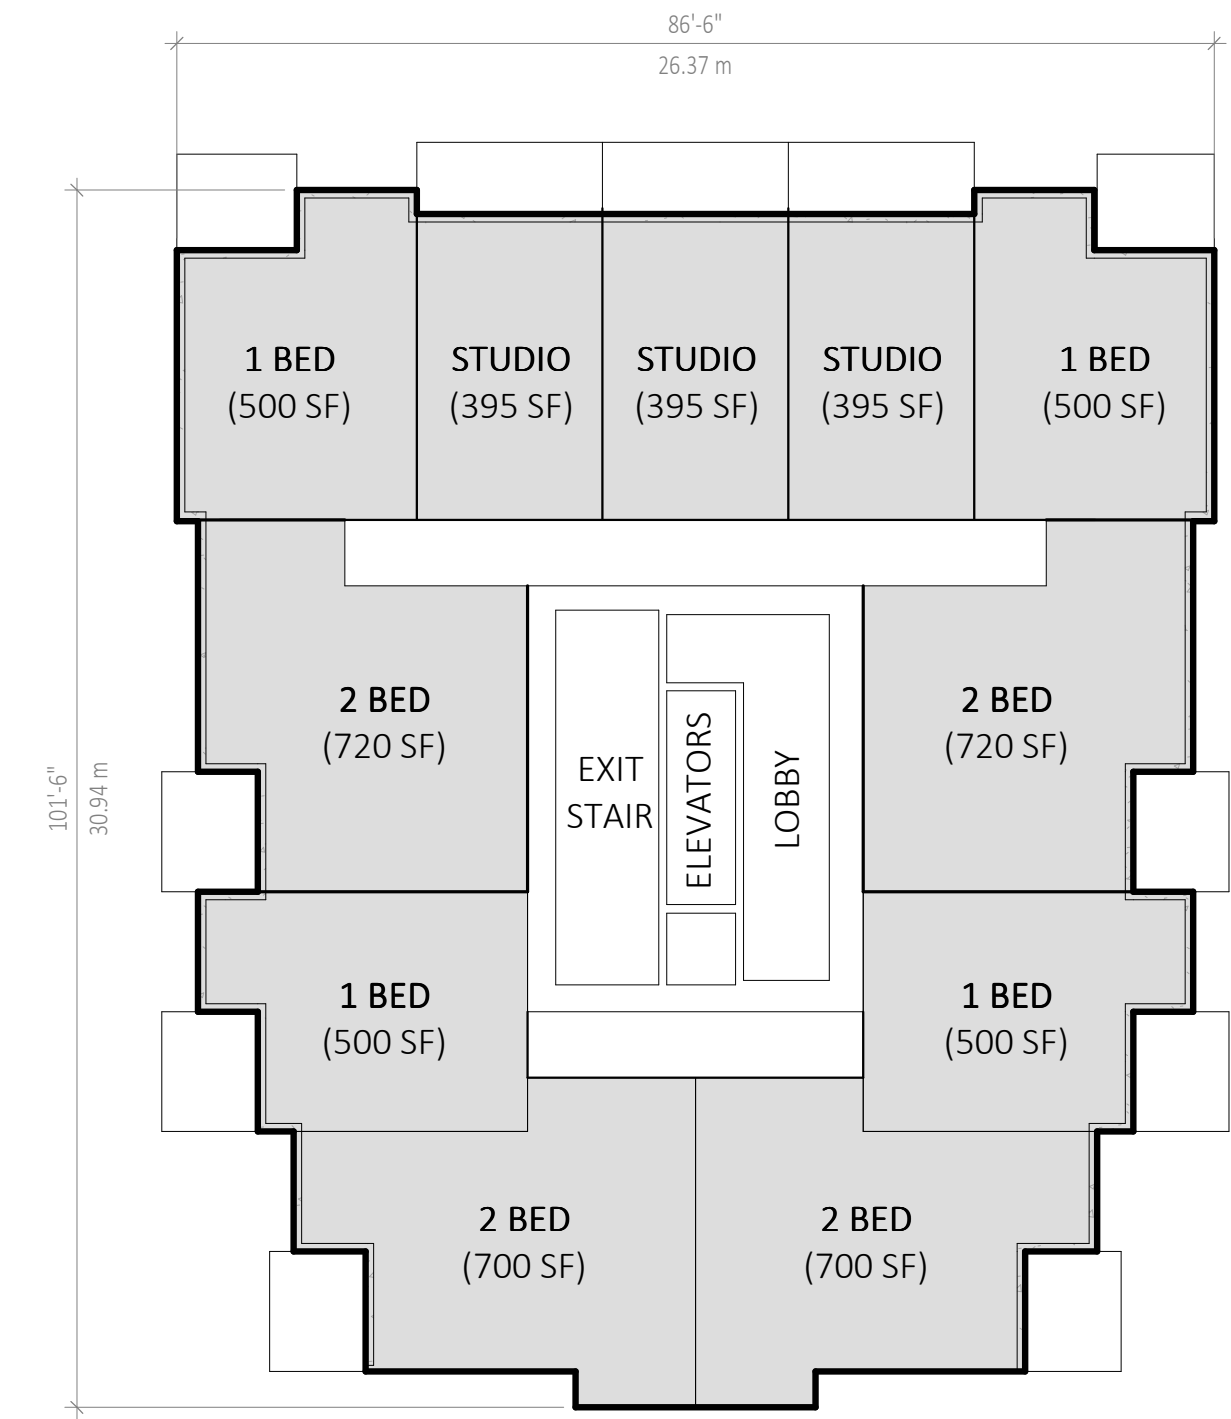 86'-6"
26.37 m
1 BED
(500 SF)
STUDIO
(395 SF)
STUDIO
(395 SF)
STUDIO
(395 SF)
1 BED
(500 SF)
2 BED
(720 SF)
2 BED
(720 SF)
101'-6"
30.94 m
EXIT
STAIR
ELEVATORS
LOBBY
1 BED
(500 SF)
1 BED
(500 SF)
2 BED
(700 SF)
2 BED
(700 SF)